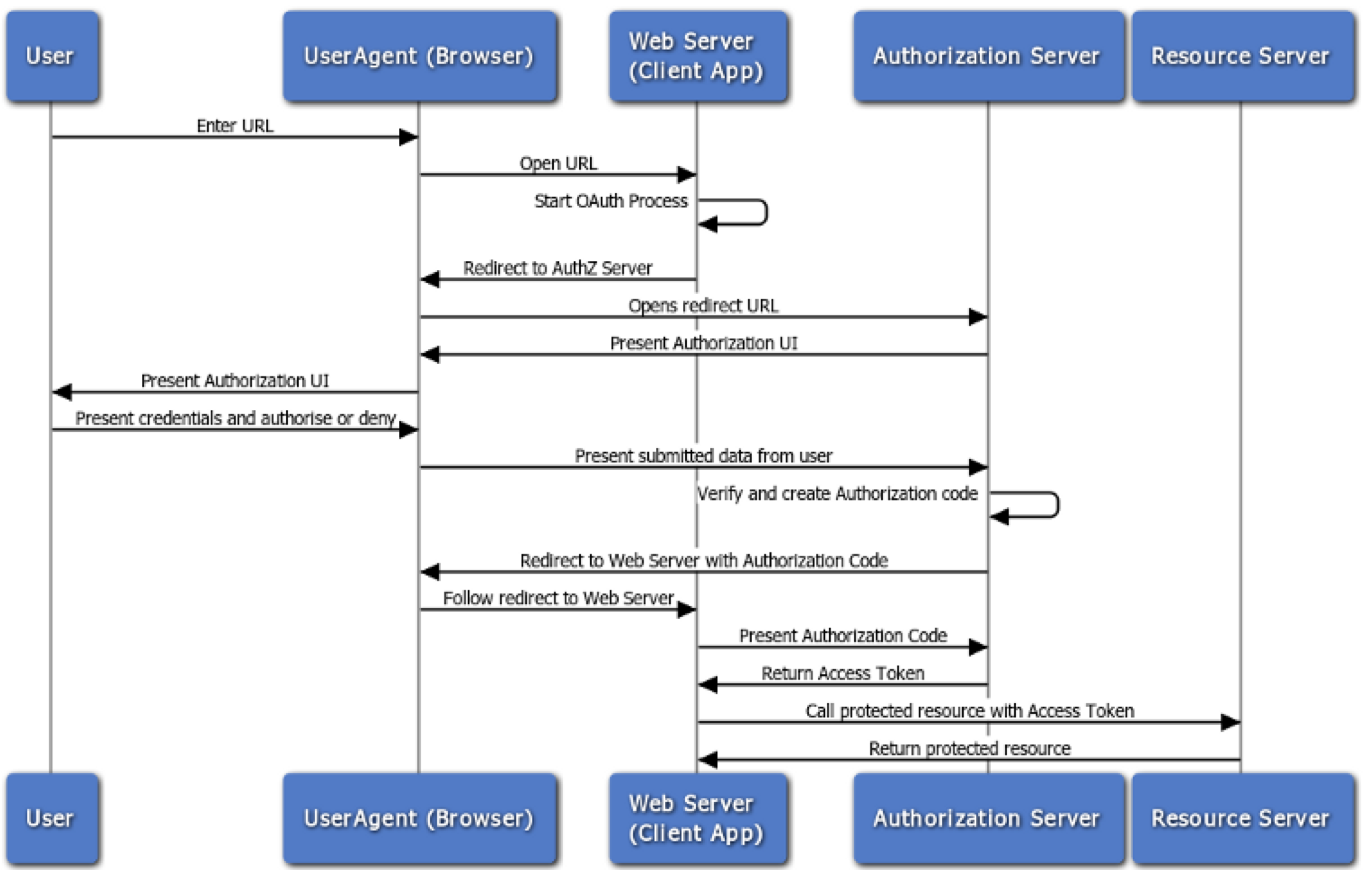 User
UserAgent (Browser)
Web Server
(Client App)
Authorization Server
Resource Server
Enter URL
Open URL
Start OAuth Process
Redirect to AuthZ Server
Opens redirect URL
Present Authorization UI
Present Authorization UI
Present credentials and authorise or deny
Present submitted data from user
Verify and create Authorization code
Redirect to Web Server with Authorization Code
Follow redirect to Web Server
Present Authorization Code
Return Access Token
Call protected resource with Access Token
Return protected resource
User
UserAgent (Browser)
Web Server
(Client App)
Authorization Server
Resource Server